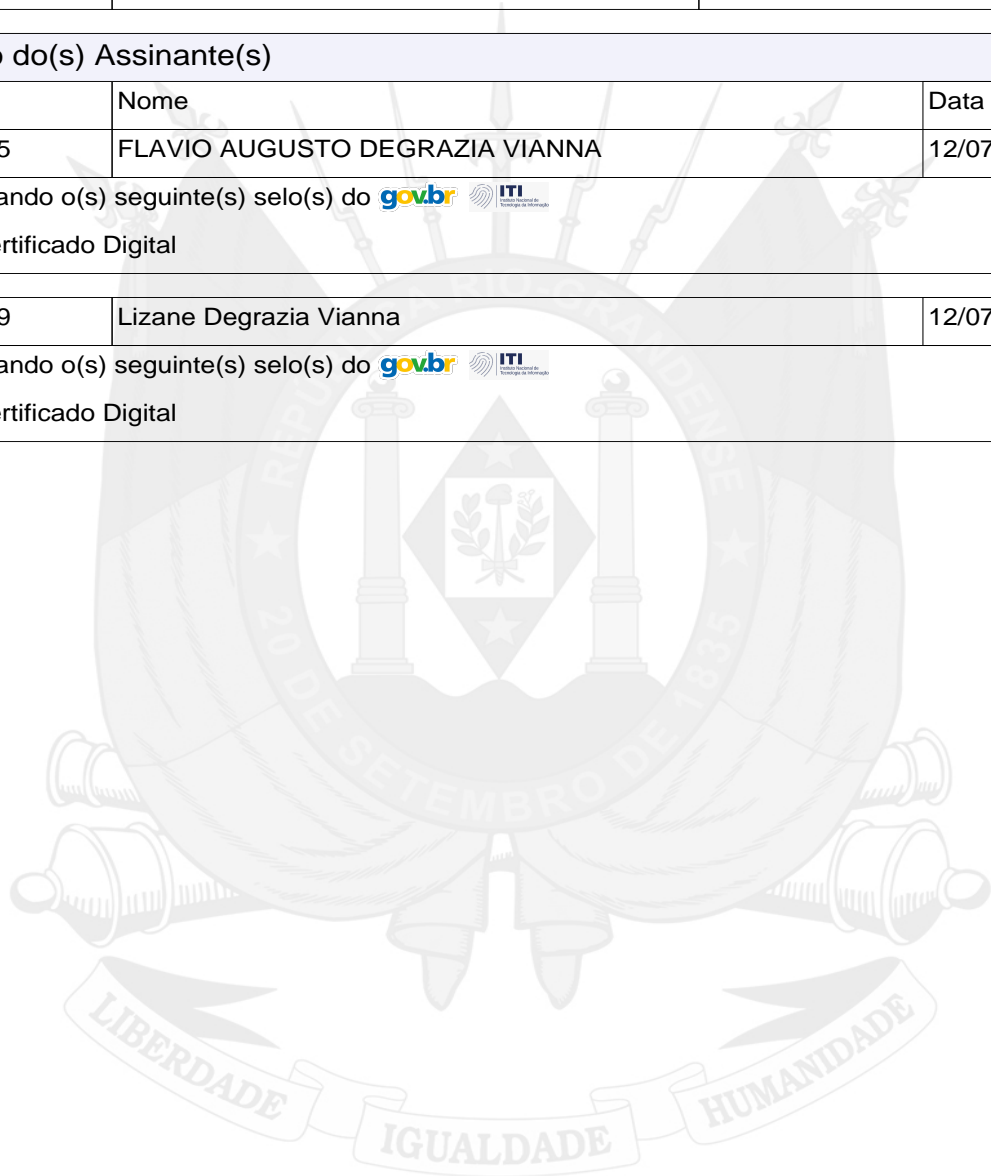 o do(s) Assinante(s)
Nome Data
5 FLAVIO AUGUSTO DEGRAZIA VIANNA 12/07
ando o(s) seguinte(s) selo(s) do gov.br ITI
ertificado Digital
9 Lizane Degrazia Vianna 12/07
ando o(s) seguinte(s) selo(s) do gov.br ITI
ertificado Digital
REPÚBLICA RIO-GRANDENSE
20 DE SETEMBRO DE 1835
LIBERDADE IGUALDADE HUMANIDADE